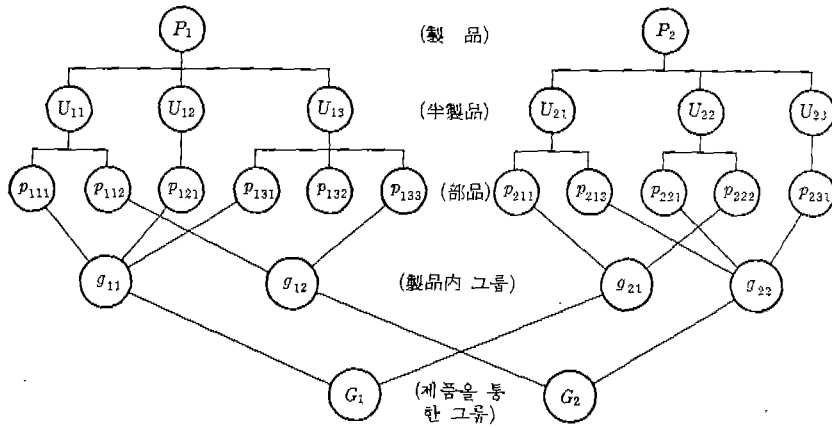 P₁ (製 品) P₂
U₁₁ U₁₂ U₁₃ (半製品) U₂₁ U₂₂ U₂₃
p₁₁₁ p₁₁₂ p₁₂₁ p₁₃₁ p₁₃₂ p₁₃₃ (部品) p₂₁₁ p₂₁₂ p₂₂₁ p₂₂₂ p₂₃₁
g₁₁ g₁₂ (製品内 그룹) g₂₁ g₂₂
G₁ (제품을 통 G₂
한 그룹)